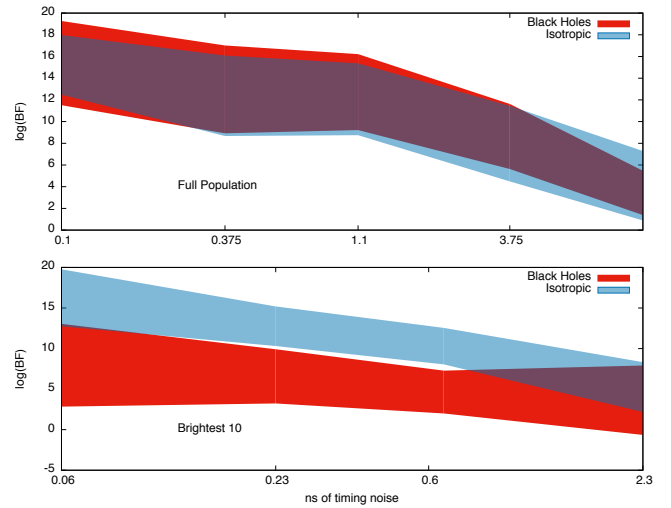 20
18
16
14
12
10
8
6
4
2
0
log(BF)
Black Holes
Isotropic
Full Population
0.1 0.375 1.1 3.75
20
15
10
5
0
-5
log(BF)
Black Holes
Isotropic
Brightest 10
0.06 0.23 0.6 2.3
ns of timing noise